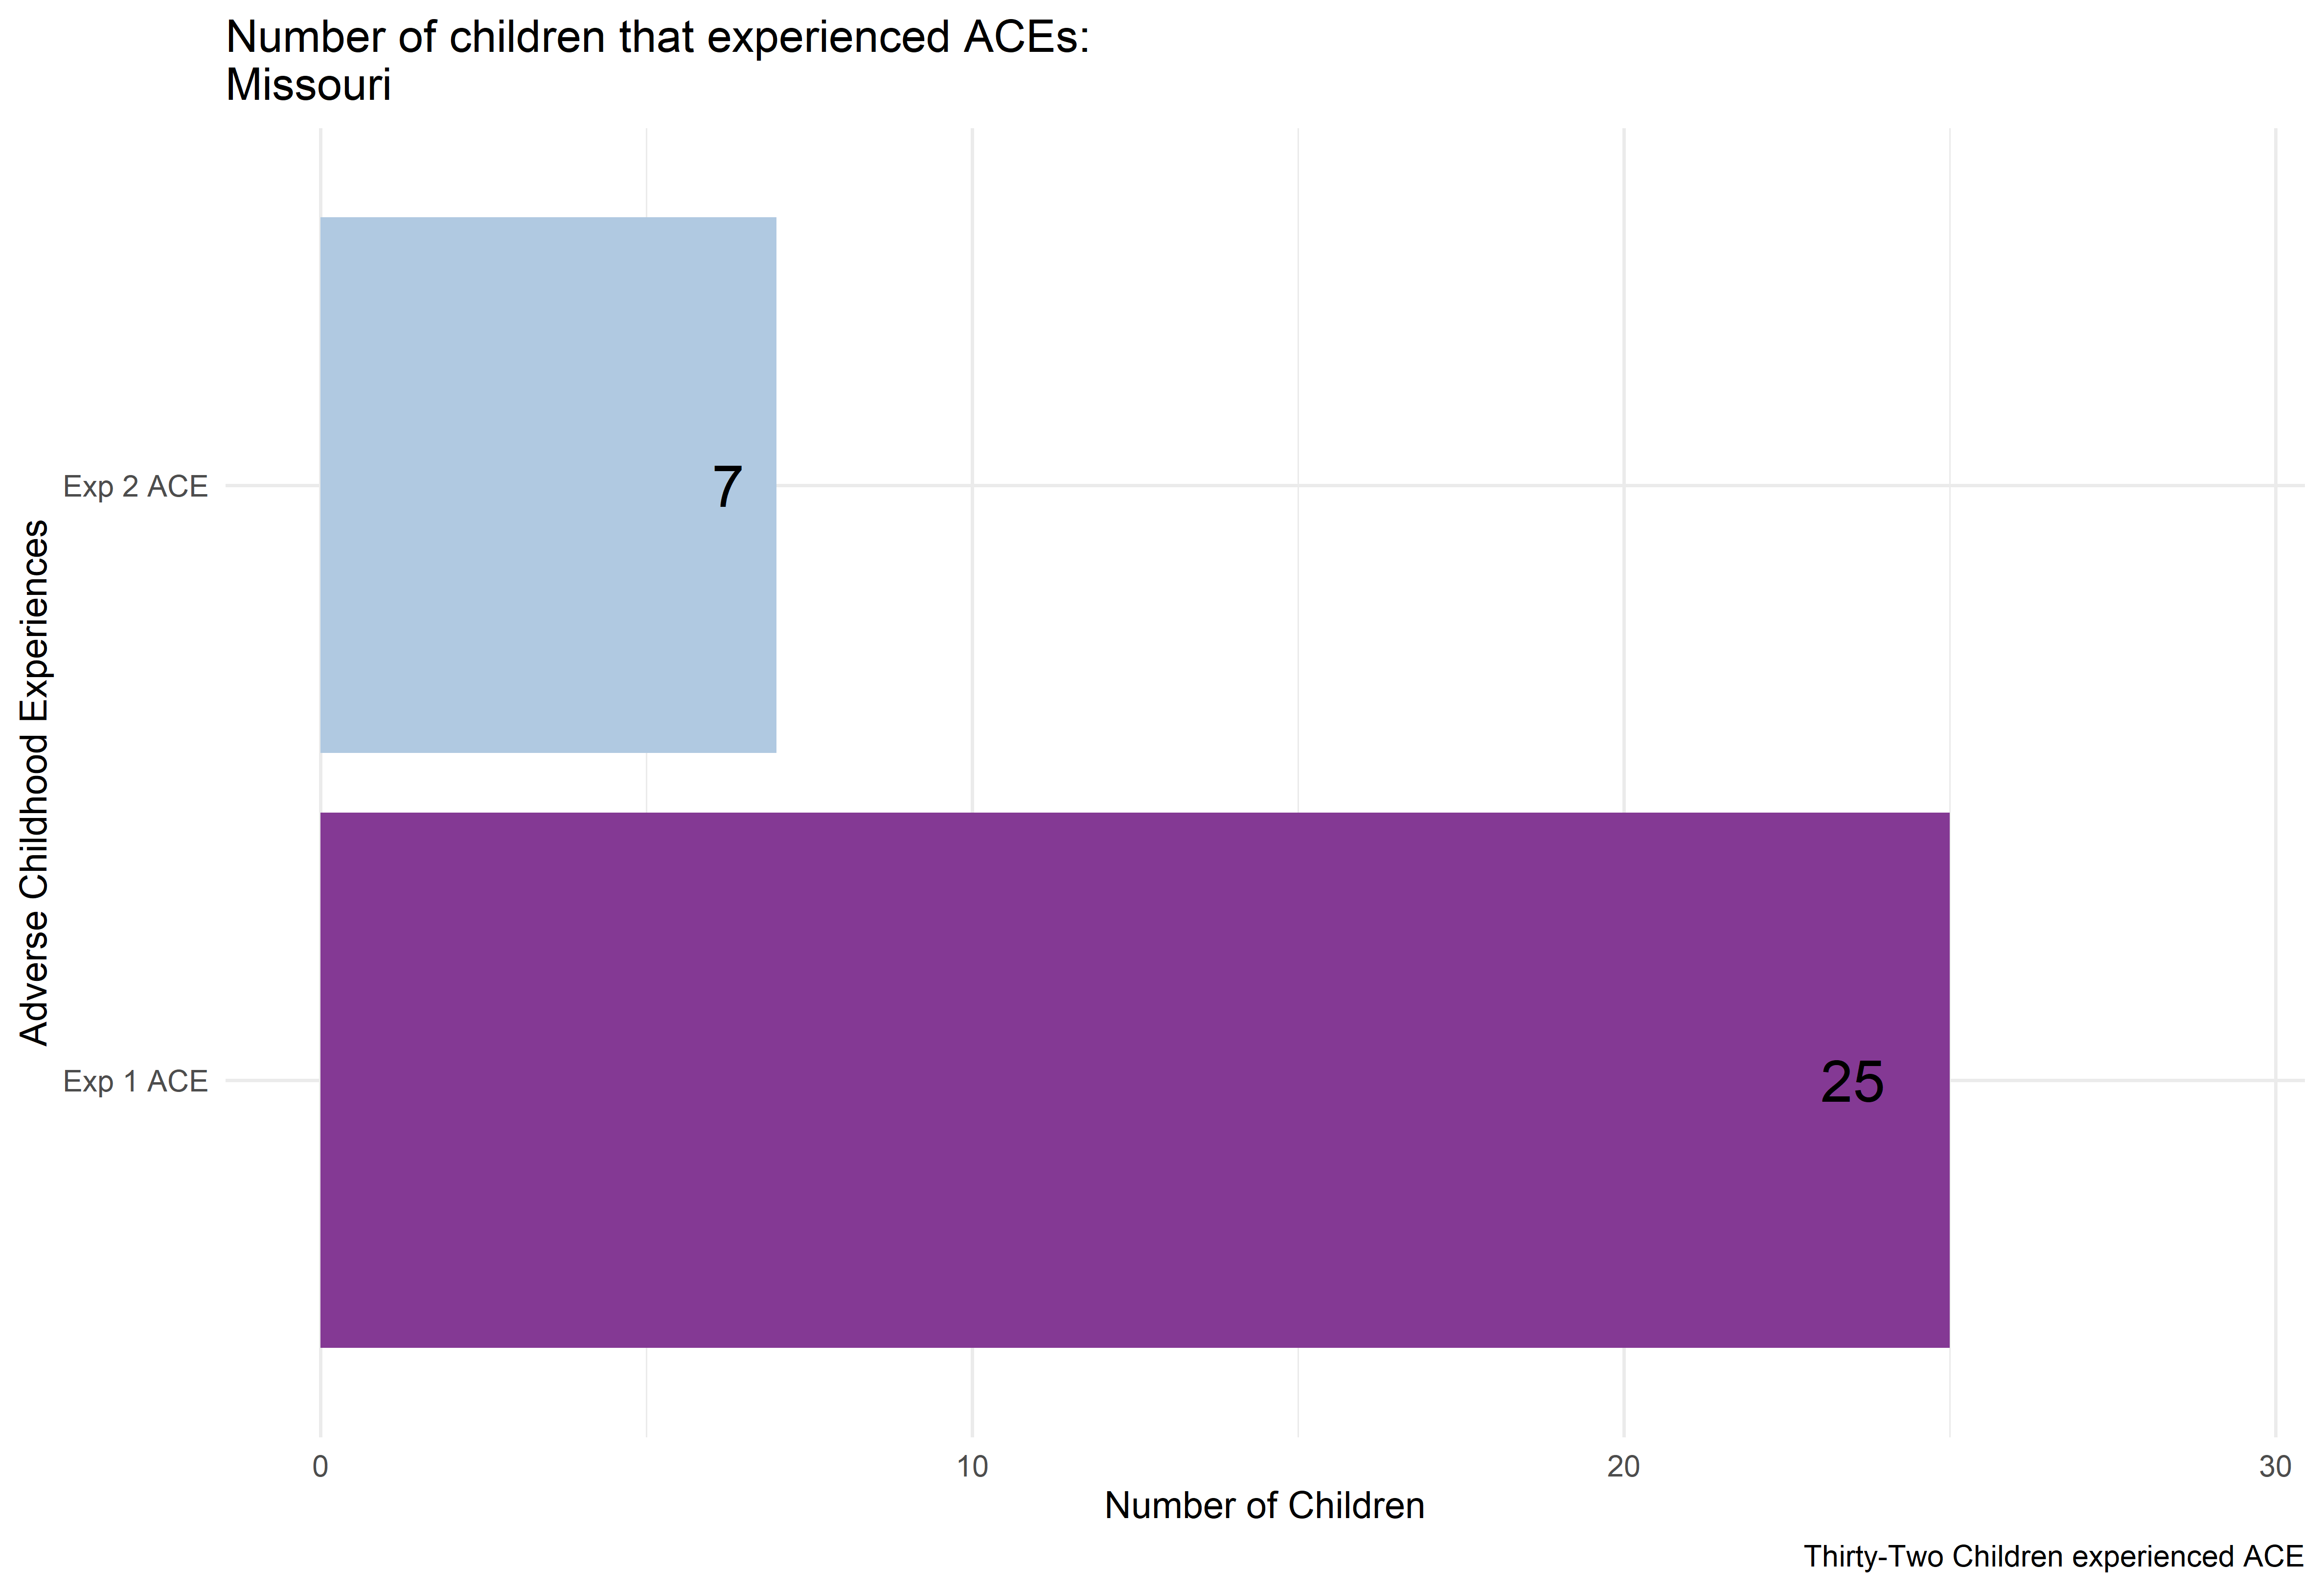 Number of children that experienced ACEs:
Missouri
Adverse Childhood Experiences
Exp 2 ACE
7
Exp 1 ACE
25
0
10
20
30
Number of Children
Thirty-Two Children experienced ACE